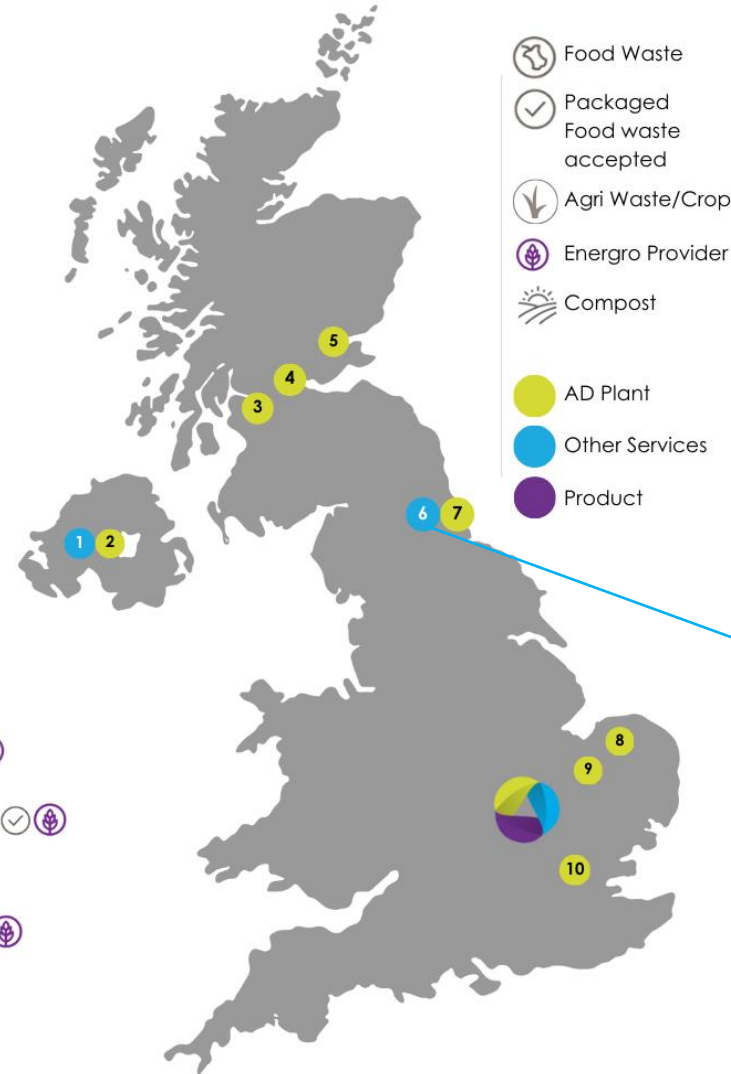 Food Waste
Packaged
Food waste
accepted
Agri Waste/Crop
Energro Provider
Compost
AD Plant
Other Services
Product
5
4
3
6
7
1
2
8
9
10